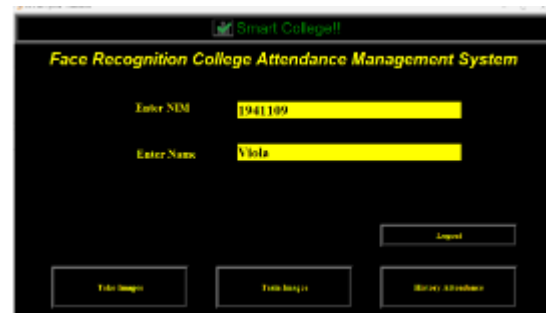 Smart College!!
Face Recognition College Attendance Management System
Enter NIM
1941109
Enter Name
Viola
Logout
Take Images
Train Images
History Attendance